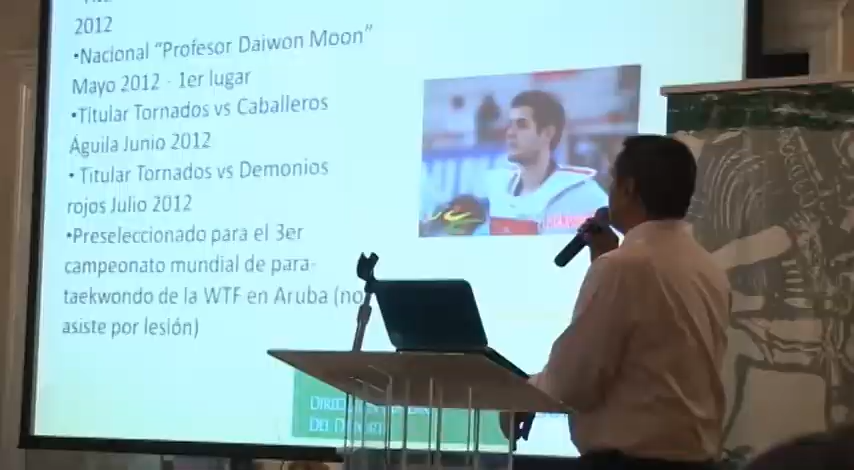 2012
•Nacional “Profesor Daiwon Moon”
Mayo 2012 - 1er lugar
•Titular Tornados vs Caballeros
Águila Junio 2012
• Titular Tornados vs Demonios
rojos Julio 2012
•Preseleccionado para el 3er
campeonato mundial de para-
taekwondo de la WTF en Aruba (no
asiste por lesión)